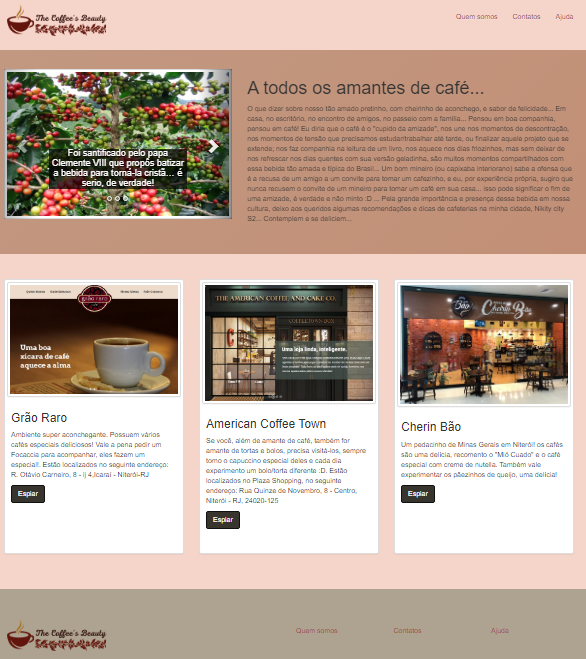 The Coffee's Beauty
Quem somos Contatos Ajuda
A todos os amantes de café...
O que dizer sobre nosso tão amado pretinho, com cheirinho de aconchego, e sabor de felicidade... Em
casa, no escritório, no encontro de amigos, no passeio com a família... Pensou em boa companhia,
pensou em café! Eu diria que o café é o "cupido da amizade", nos une nos momentos de descontração,
nos momentos de tensão que precisamos estudar/trabalhar até tarde, ou finalizar aquele projeto que se
extende; nos faz companhia na leitura de um livro, nos aquece nos dias friozinhos, mas sem deixar de
nos refrescar nos dias quentes com sua versão geladinha, são muitos momentos compartilhados com
essa bebida tão amada e típica do Brasil... Um bom mineiro (ou capixaba interiorano) sabe a ofensa que
é a recusa de um amigo a um convite para tomar um cafezinho, e eu, por experiência própria, sugiro que
nunca recusem o convite de um mineiro para tomar um café em sua casa... isso pode significar o fim de
uma amizade, é verdade e não minto :D ... Pela grande importância e presença dessa bebida em nossa
cultura, deixo aos queridos algumas recomendações e dicas de cafeterias na minha cidade, Nikity city
S2... Contemplem e se deliciem...
Foi santificado pelo papa
Clemente VIII que propôs batizar
a bebida para torná-la cristã... é
sério, de verdade!
grão raro
Uma boa
xícara de café
aquece a alma
Grão Raro
Ambiente super aconchegante. Possuem vários
cafés especiais deliciosos! Vale a pena pedir um
Focaccia para acompanhar, eles fazem um
especial!. Estão localizados no seguinte endereço:
R. Otávio Carneiro, 8 - lj 4,Icaraí - Niterói-RJ
Espiar
THE AMERICAN COFFEE AND CAKE CO.
Uma loja linda, inteligente.
American Coffee Town
Se você, além de amante de café, também for
amante de tortas e bolos, precisa visitá-los, sempre
tomo o capuccino especial deles e cada dia
experimento um bolo/torta diferente :D. Estão
localizados no Plaza Shopping, no seguinte
endereço: Rua Quinze de Novembro, 8 - Centro,
Niterói - RJ, 24020-125
Espiar
Cheirin Bão
Cherin Bão
Um pedacinho de Minas Gerais em Niterói! os cafés
são uma delícia, recomento o "Mió Cuado" e o café
especial com creme de nutella. Também vale
experimentar os pãezinhos de queijo, uma delícia!
Espiar
The Coffee's Beauty
Quem somos Contatos Ajuda